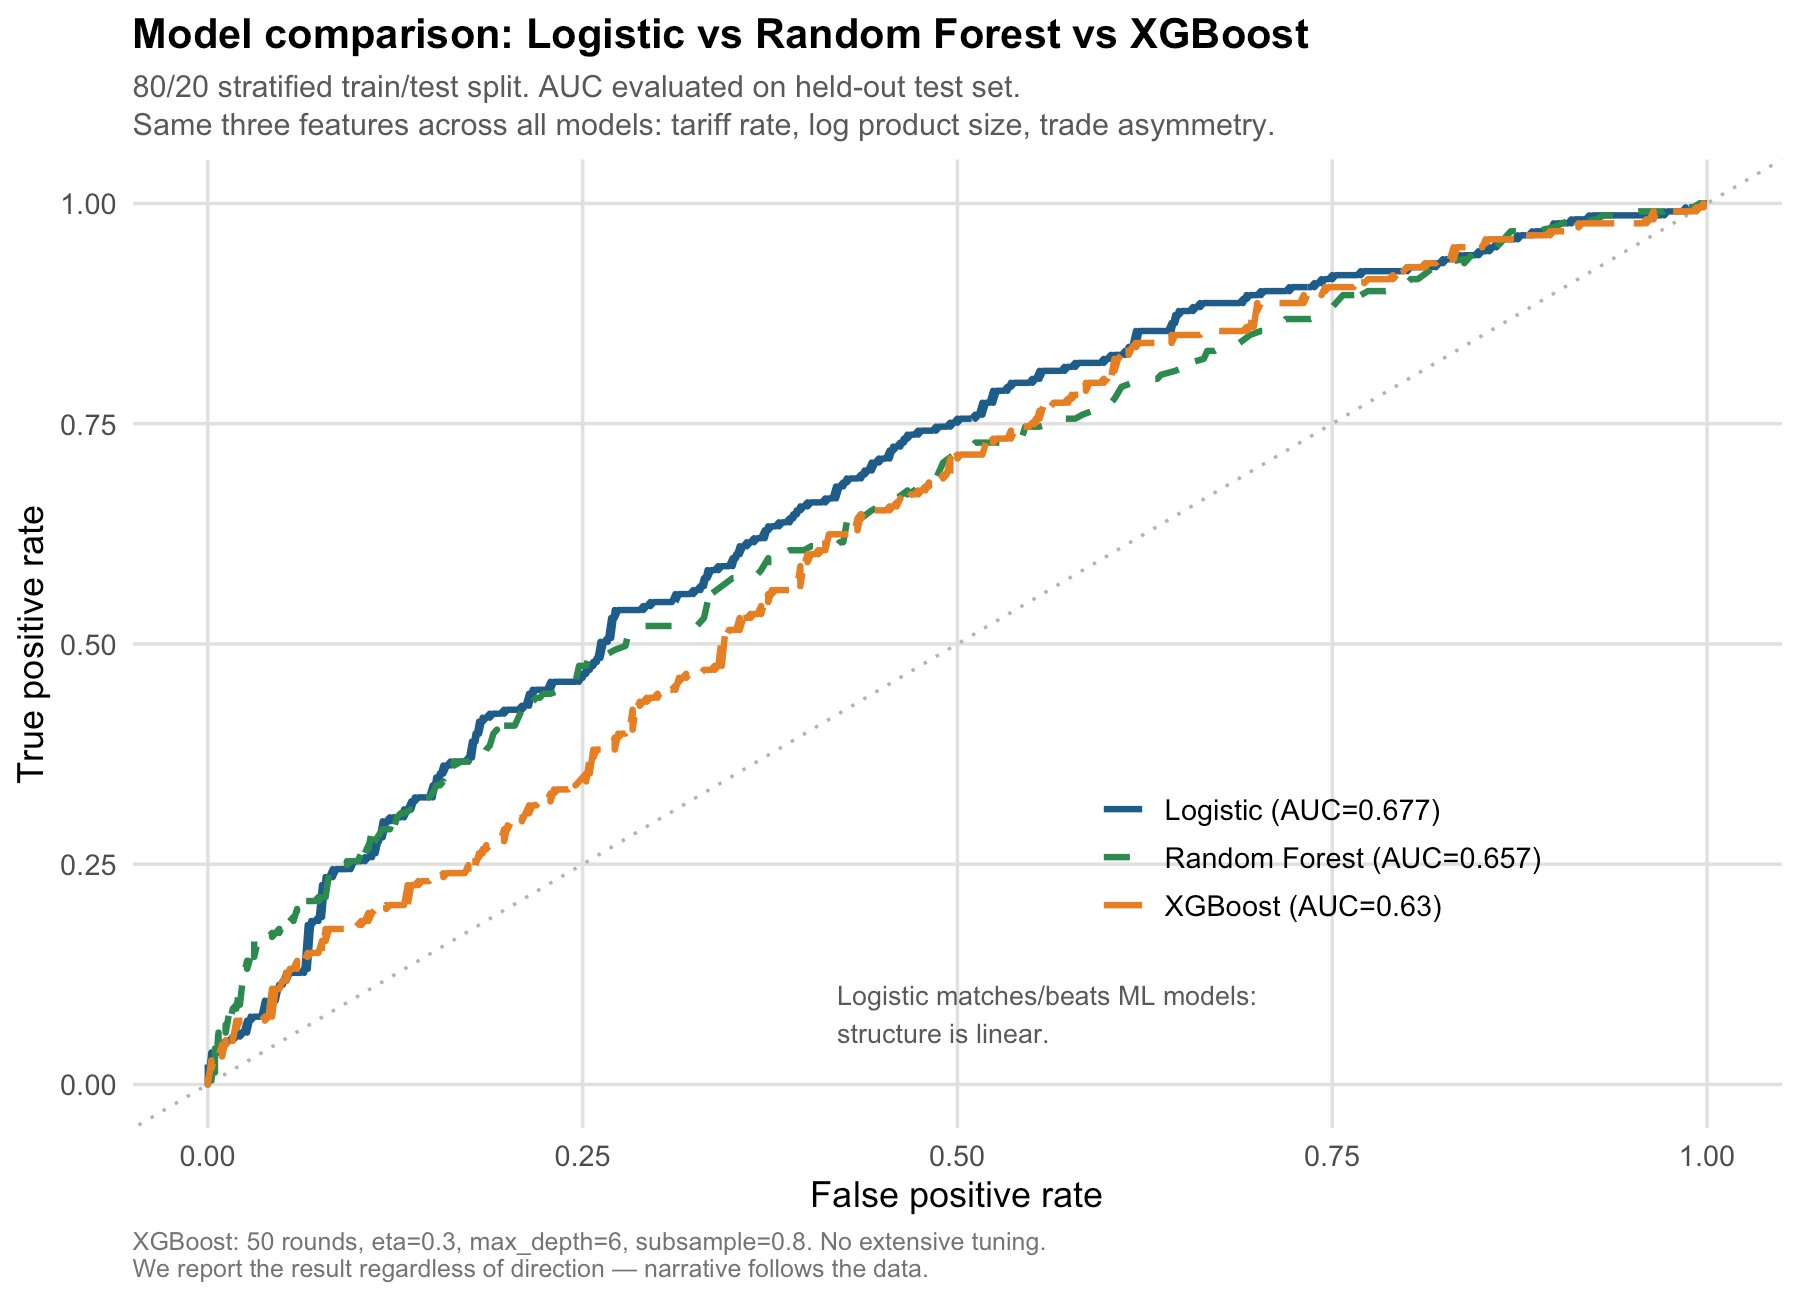 Model comparison: Logistic vs Random Forest vs XGBoost
80/20 stratified train/test split. AUC evaluated on held-out test set.
Same three features across all models: tariff rate, log product size, trade asymmetry.
True positive rate
1.00
0.75
0.50
0.25
0.00
Logistic (AUC=0.677)
Random Forest (AUC=0.657)
XGBoost (AUC=0.63)
Logistic matches/beats ML models:
structure is linear.
0.00
0.25
0.50
0.75
1.00
False positive rate
XGBoost: 50 rounds, eta=0.3, max_depth=6, subsample=0.8. No extensive tuning.
We report the result regardless of direction — narrative follows the data.